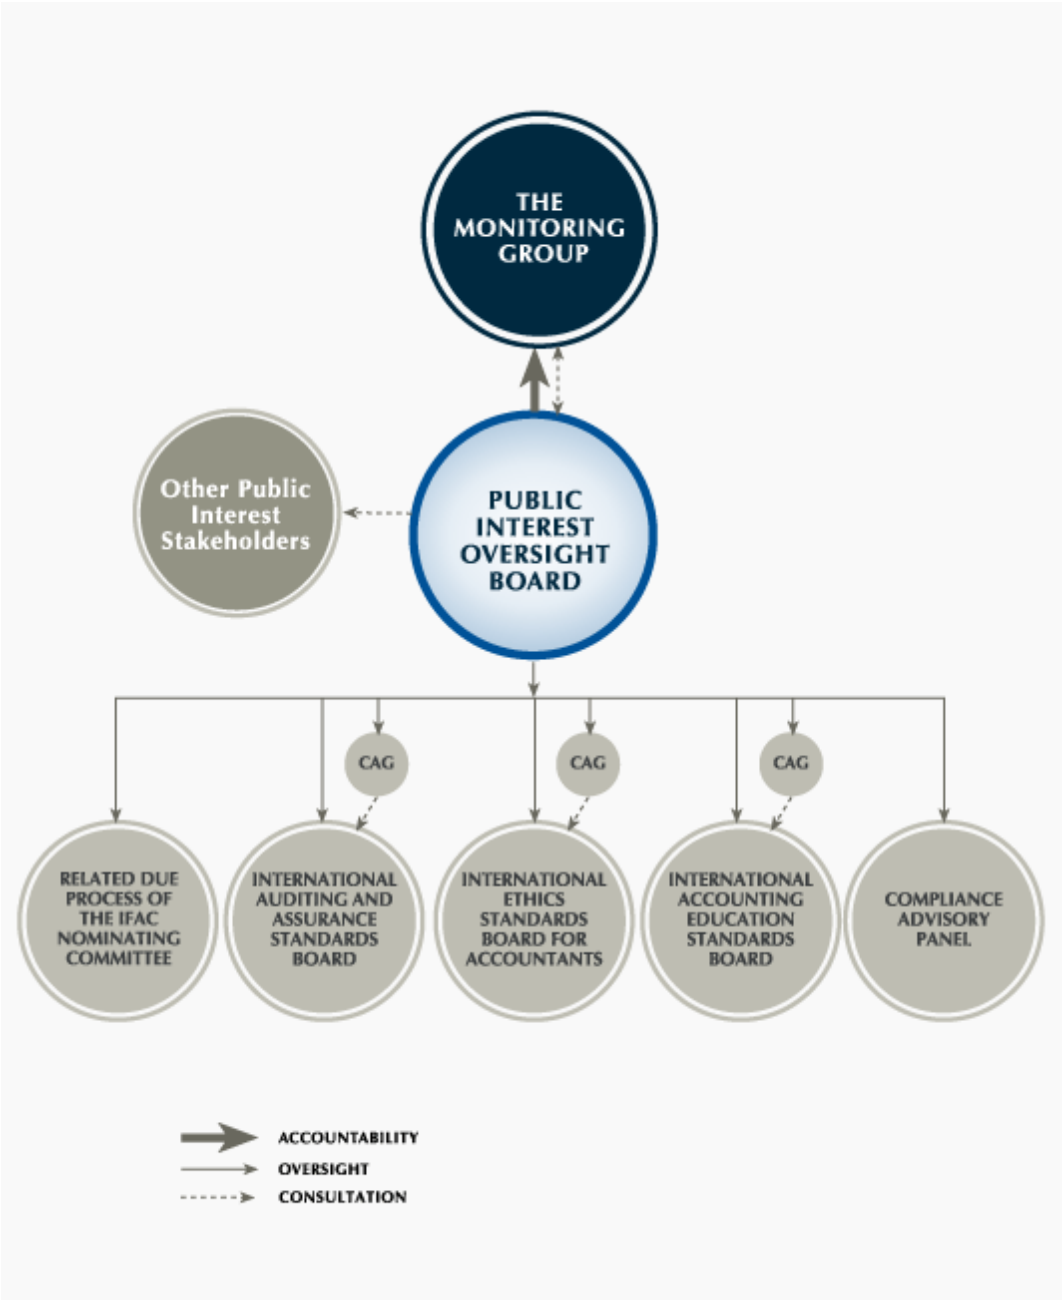 THE
MONITORING
GROUP
Other Public
Interest
Stakeholders
PUBLIC
INTEREST
OVERSIGHT
BOARD
CAG
CAG
CAG
RELATED DUE
PROCESS OF
THE IFAC
NOMINATING
COMMITTEE
INTERNATIONAL
AUDITING AND
ASSURANCE
STANDARDS
BOARD
INTERNATIONAL
ETHICS
STANDARDS
BOARD FOR
ACCOUNTANTS
INTERNATIONAL
ACCOUNTING
EDUCATION
STANDARDS
BOARD
COMPLIANCE
ADVISORY
PANEL
ACCOUNTABILITY
OVERSIGHT
CONSULTATION